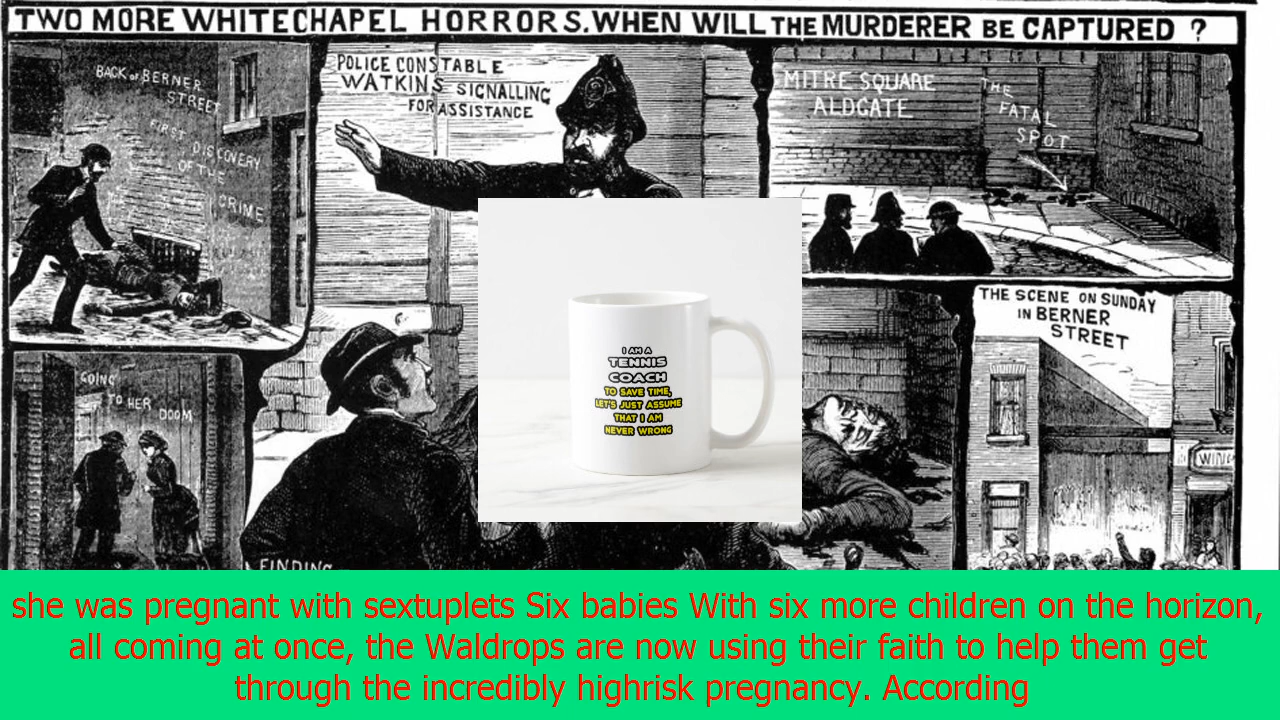 TWO MORE WHITECHAPEL HORRORS. WHEN WILL THE MURDERER BE CAPTURED ?
BACK OF BERNER
STREET
FIRST
DISCOVERY
OF THE
CRIME
POLICE CONSTABLE
WATKINS SIGNALLING
FOR ASSISTANCE
MITRE SQUARE
ALDGATE
THE
FATAL
SPOT
GOING
TO HER
DOOM
THE SCENE ON SUNDAY
IN BERNER
STREET
WINE
FINDING
I AM A
TENNIS
COACH
TO SAVE TIME,
LET'S JUST ASSUME
THAT I AM
NEVER WRONG
she was pregnant with sextuplets Six babies With six more children on the horizon,
all coming at once, the Waldrops are now using their faith to help them get
through the incredibly highrisk pregnancy. According